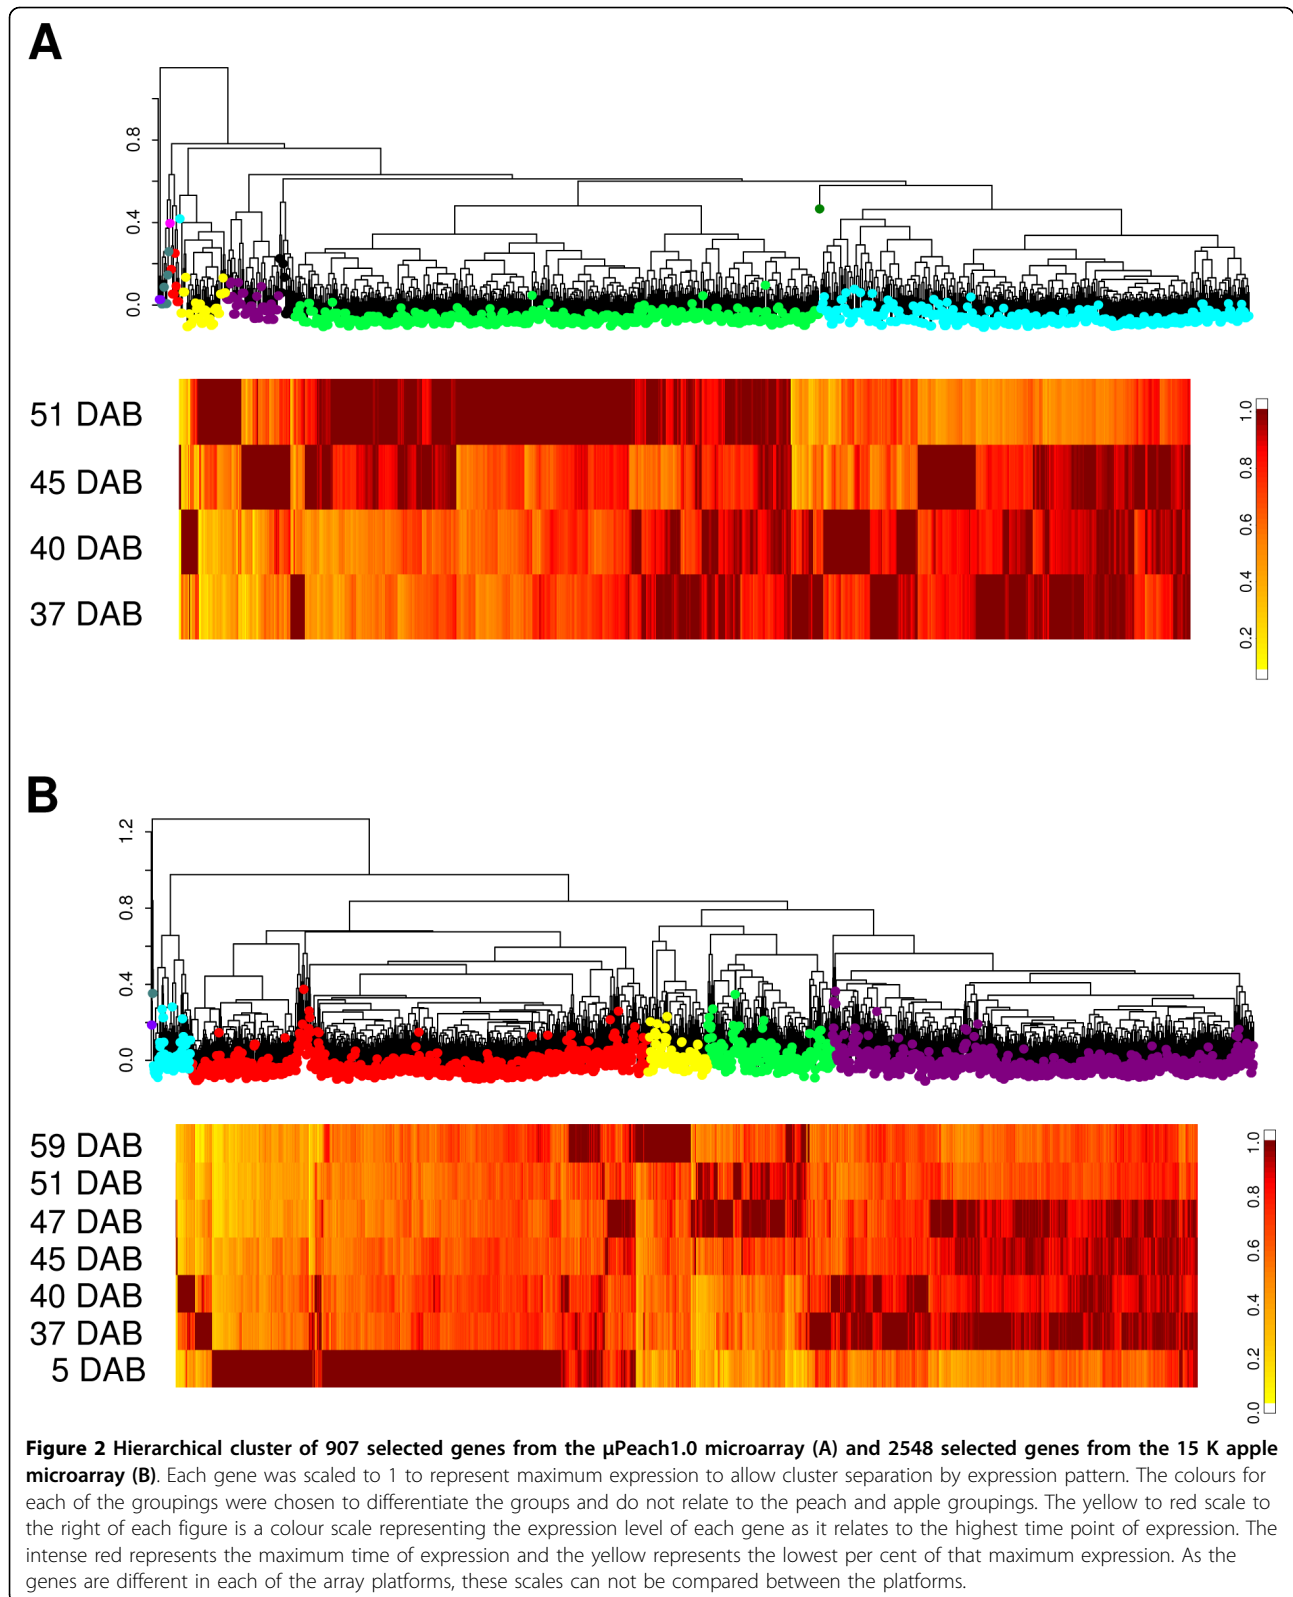 A
0.8
0.4
0.0
51 DAB
45 DAB
40 DAB
37 DAB
1.0
0.8
0.6
0.4
0.2
B
1.2
0.8
0.4
0.0
59 DAB
51 DAB
47 DAB
45 DAB
40 DAB
37 DAB
5 DAB
1.0
0.8
0.6
0.4
0.2
0.0
Figure 2 Hierarchical cluster of 907 selected genes from the µPeach1.0 microarray (A) and 2548 selected genes from the 15 K apple
microarray (B). Each gene was scaled to 1 to represent maximum expression to allow cluster separation by expression pattern. The colours for
each of the groupings were chosen to differentiate the groups and do not relate to the peach and apple groupings. The yellow to red scale to
the right of each figure is a colour scale representing the expression level of each gene as it relates to the highest time point of expression. The
intense red represents the maximum time of expression and the yellow represents the lowest per cent of that maximum expression. As the
genes are different in each of the array platforms, these scales can not be compared between the platforms.